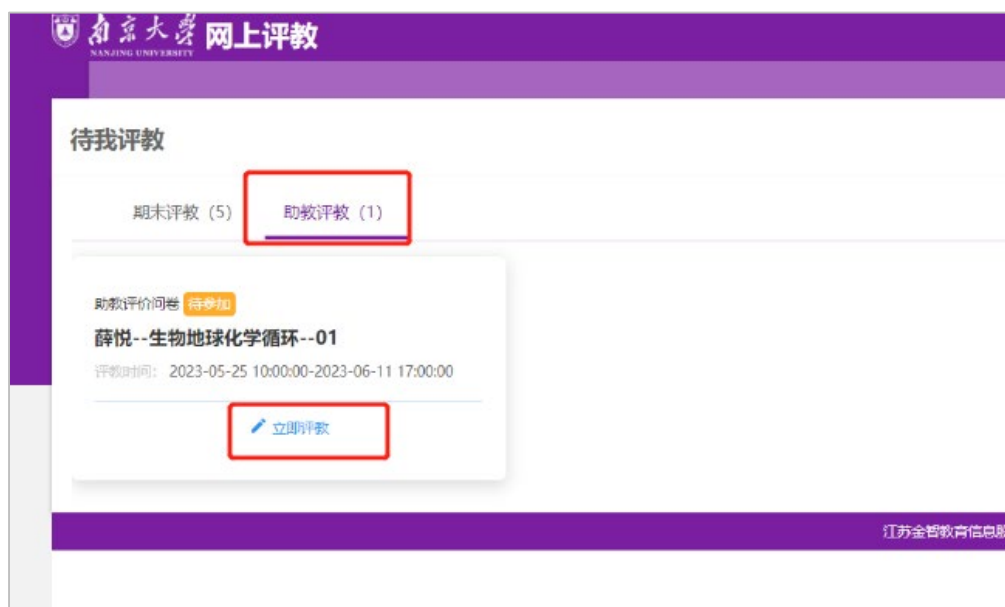 南京大学 网上评教
NANJING UNIVERSITY
待我评教
期末评教（5） 助教评教（1）
助教评价问卷 待参加
薛悦--生物地球化学循环--01
评教时间： 2023-05-25 10:00:00-2023-06-11 17:00:00
立即评教
江苏金智教育信息